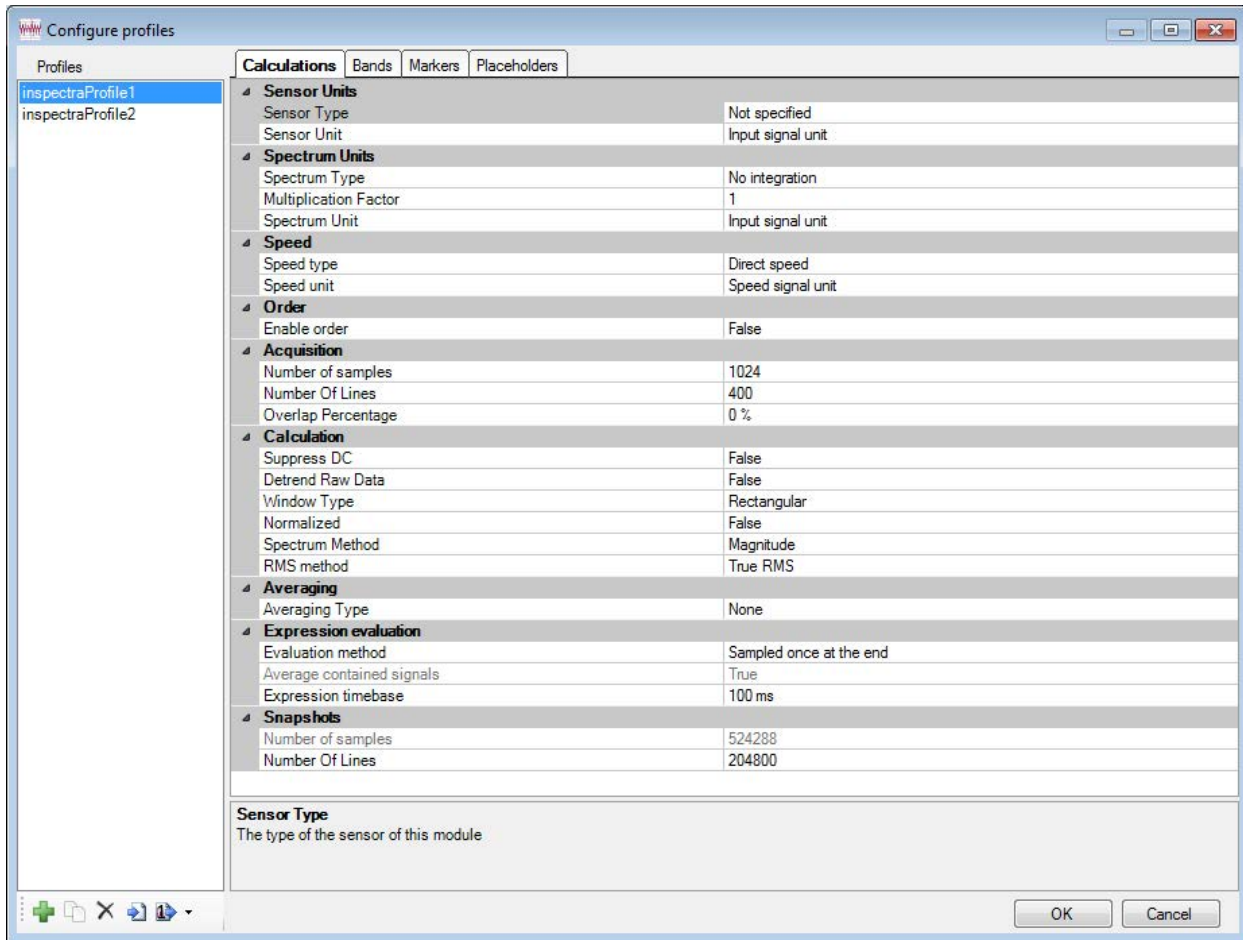 Configure profiles
Profiles
Calculations Bands Markers Placeholders
inspectraProfile1
inspectraProfile2
Sensor Units
Sensor Type Not specified
Sensor Unit Input signal unit
Spectrum Units
Spectrum Type No integration
Multiplication Factor 1
Spectrum Unit Input signal unit
Speed
Speed type Direct speed
Speed unit Speed signal unit
Order
Enable order False
Acquisition
Number of samples 1024
Number Of Lines 400
Overlap Percentage 0 %
Calculation
Suppress DC False
Detrend Raw Data False
Window Type Rectangular
Normalized False
Spectrum Method Magnitude
RMS method True RMS
Averaging
Averaging Type None
Expression evaluation
Evaluation method Sampled once at the end
Average contained signals True
Expression timebase 100 ms
Snapshots
Number of samples 524288
Number Of Lines 204800
Sensor Type
The type of the sensor of this module
OK Cancel